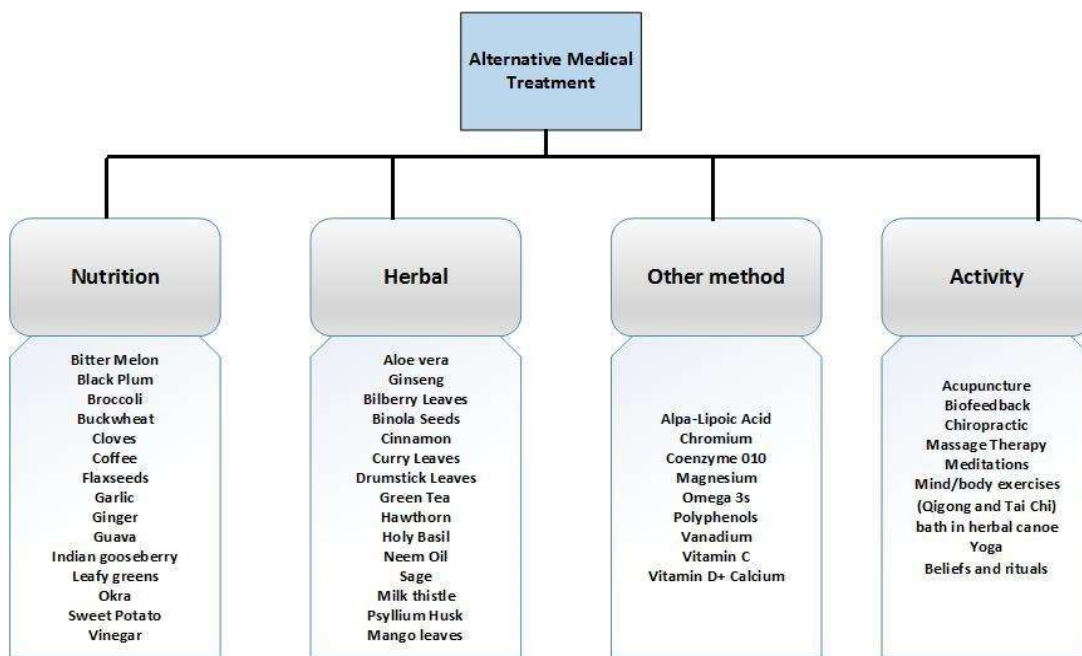 Alternative Medical
Treatment
Nutrition
Bitter Melon
Black Plum
Broccoli
Buckwheat
Cloves
Coffee
Flaxseeds
Garlic
Ginger
Guava
Indian gooseberry
Leafy greens
Okra
Sweet Potato
Vinegar
Herbal
Aloe vera
Ginseng
Bilberry Leaves
Binola Seeds
Cinnamon
Curry Leaves
Drumstick Leaves
Green Tea
Hawthorn
Holy Basil
Neem Oil
Sage
Milk thistle
Psyllium Husk
Mango leaves
Other method
Alpa-Lipoic Acid
Chromium
Coenzyme 010
Magnesium
Omega 3s
Polyphenols
Vanadium
Vitamin C
Vitamin D+ Calcium
Activity
Acupuncture
Biofeedback
Chiropractic
Massage Therapy
Meditations
Mind/body exercises
(Qigong and Tai Chi)
bath in herbal canoe
Yoga
Beliefs and rituals